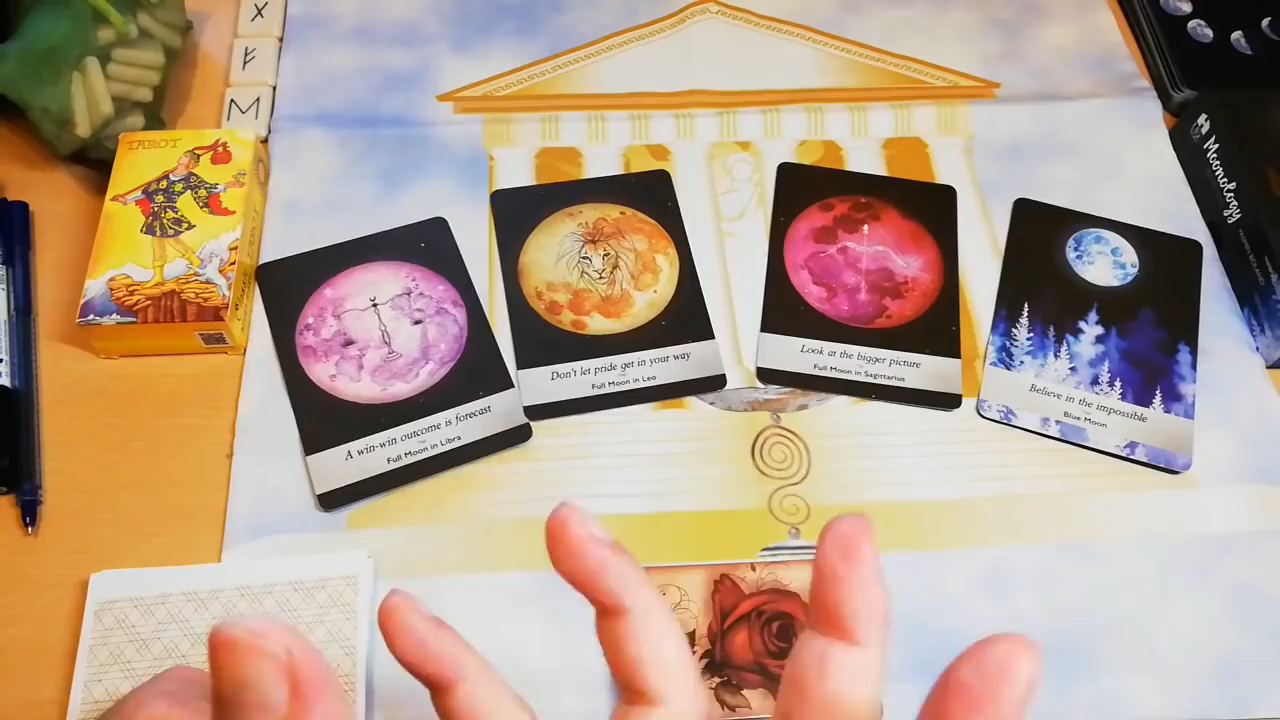 ᚷ
ᚠ
M
TAROT
A win-win outcome is forecast
Full Moon in Libra
Don't let pride get in your way
Full Moon in Leo
Look at the bigger picture
Full Moon in Sagittarius
Believe in the impossible
Blue Moon
Moonology